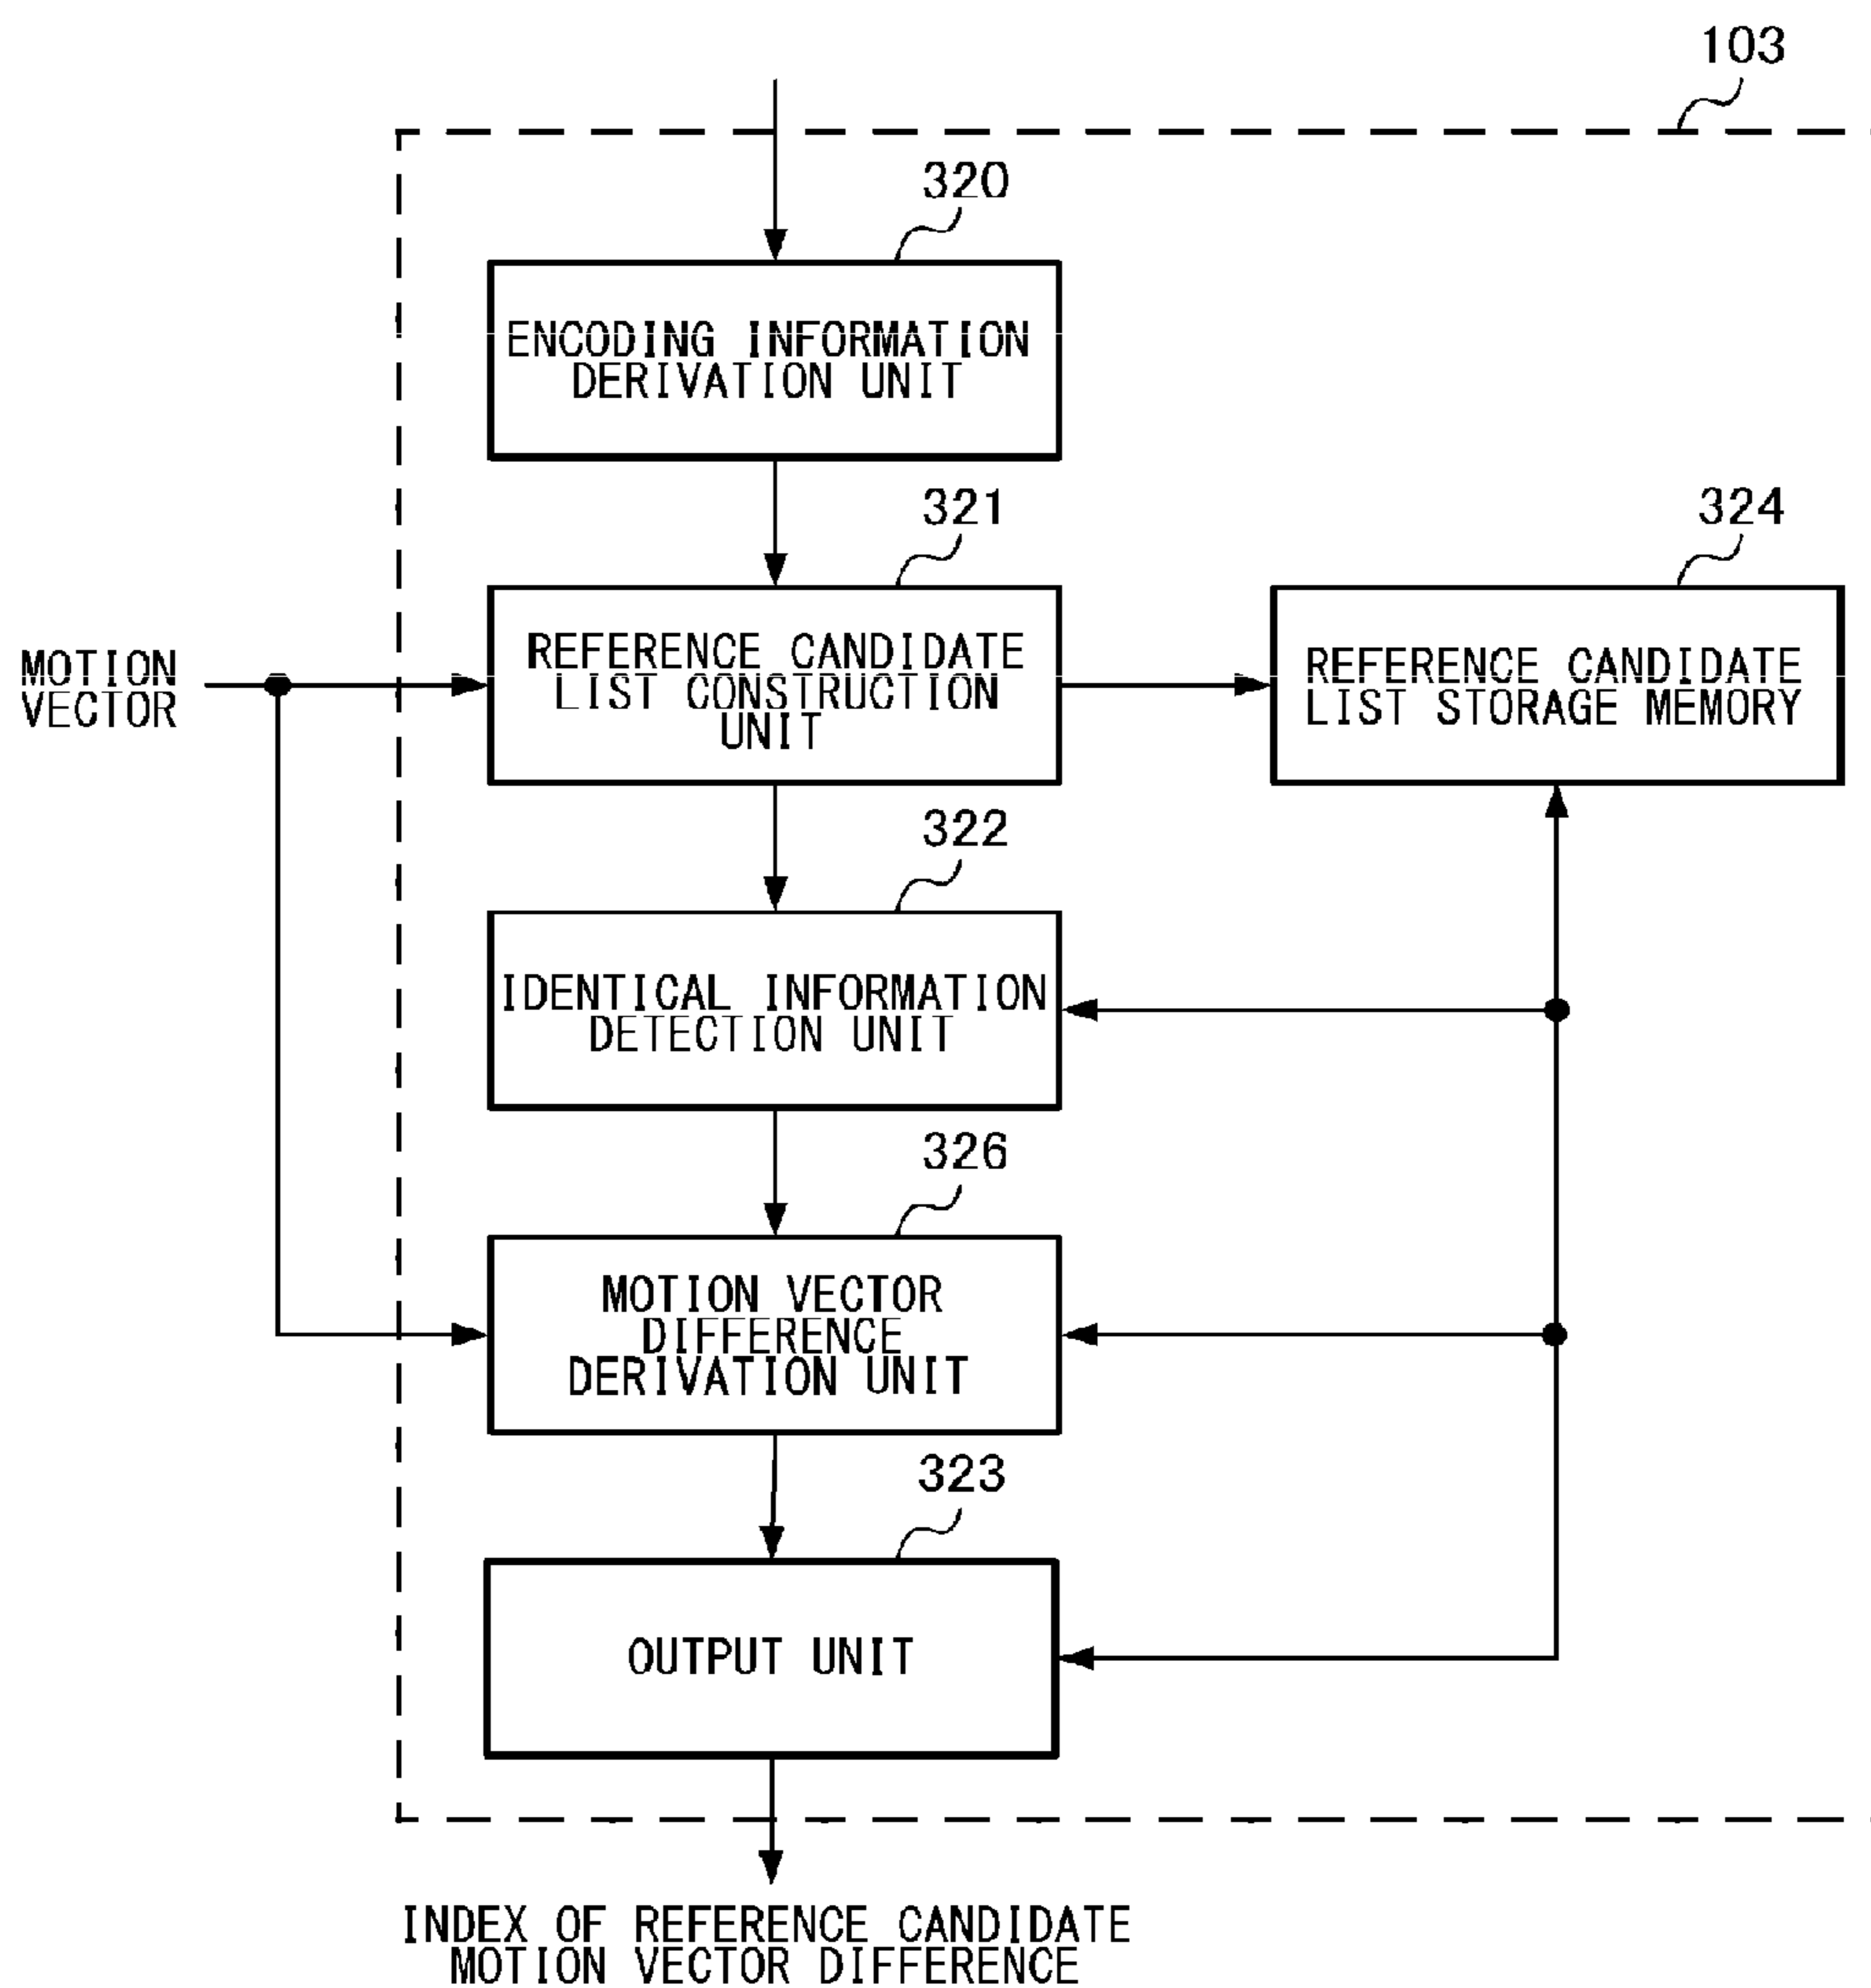 103
320
ENCODING INFORMATION
DERIVATION UNIT
321
324
MOTION
VECTOR
REFERENCE CANDIDATE
LIST CONSTRUCTION
UNIT
REFERENCE CANDIDATE
LIST STORAGE MEMORY
322
IDENTICAL INFORMATION
DETECTION UNIT
326
MOTION VECTOR
DIFFERENCE
DERIVATION UNIT
323
OUTPUT UNIT
INDEX OF REFERENCE CANDIDATE
MOTION VECTOR DIFFERENCE